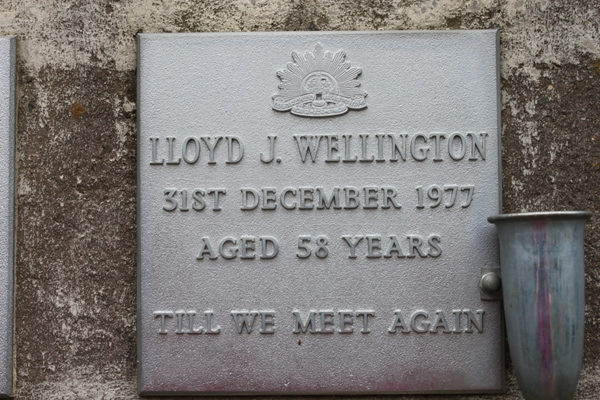 LLOYD J. WELLINGTON
31ST DECEMBER 1977
AGED 58 YEARS
TILL WE MEET AGAIN